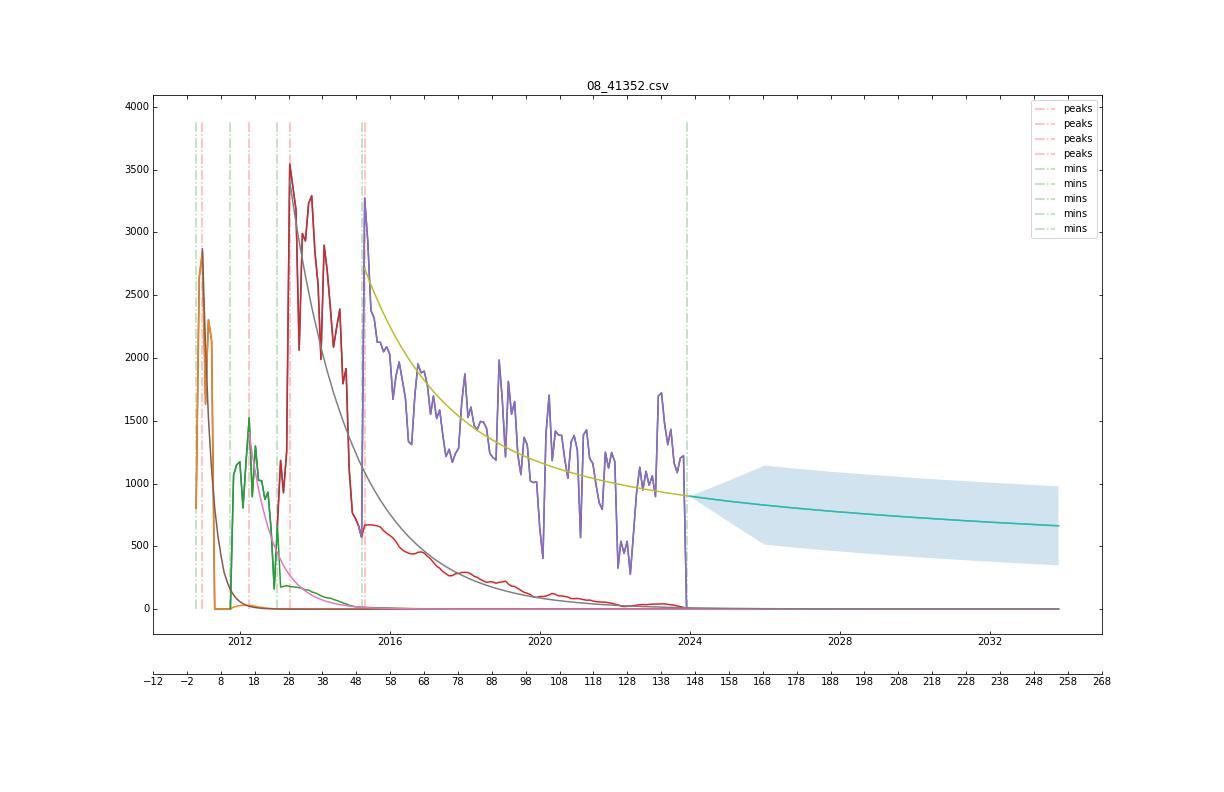 08_41352.csv
4000
3500
3000
2500
2000
1500
1000
500
0
peaks
peaks
peaks
peaks
mins
mins
mins
mins
mins
2012 2016 2020 2024 2028 2032
−12 −2 8 18 28 38 48 58 68 78 88 98 108 118 128 138 148 158 168 178 188 198 208 218 228 238 248 258 268